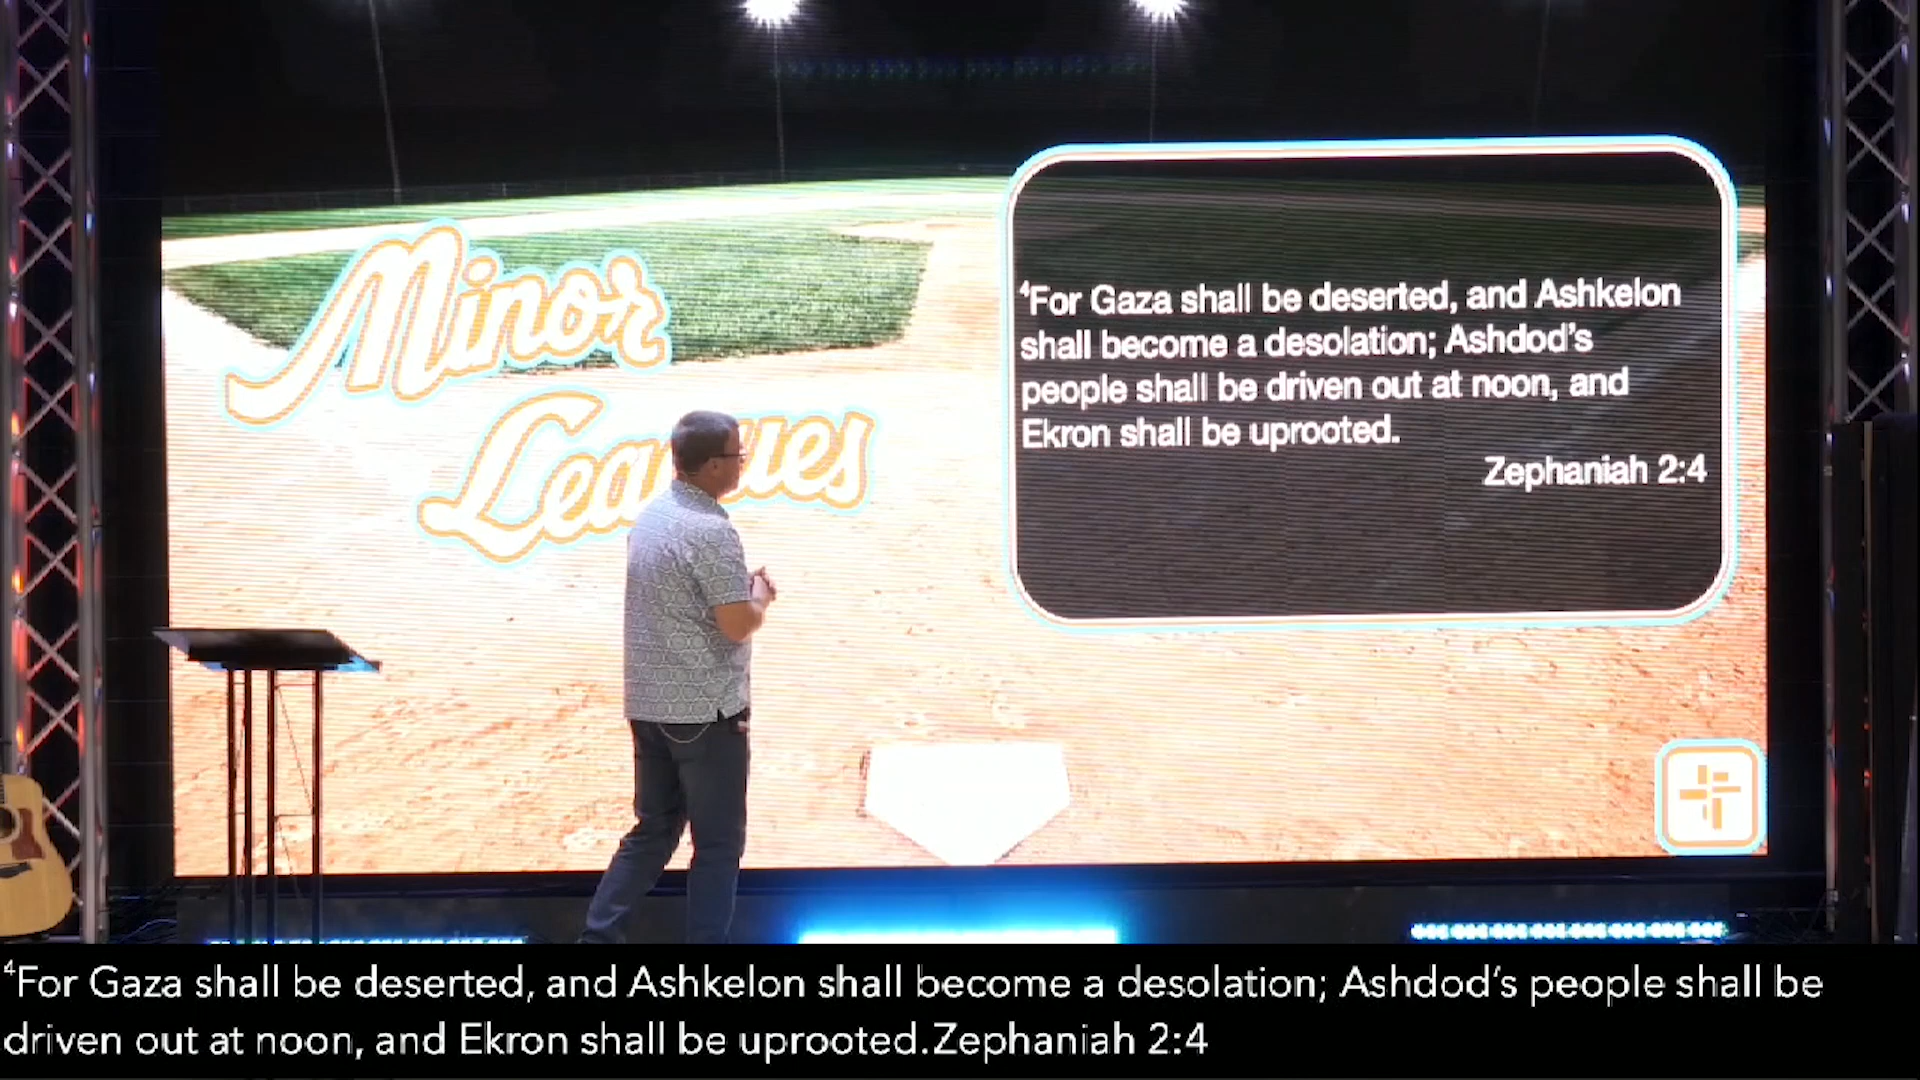 Minor
Leagues
⁴For Gaza shall be deserted, and Ashkelon
shall become a desolation; Ashdod's
people shall be driven out at noon, and
Ekron shall be uprooted.
Zephaniah 2:4
⁴For Gaza shall be deserted, and Ashkelon shall become a desolation; Ashdod‘s people shall be
driven out at noon, and Ekron shall be uprooted.Zephaniah 2:4